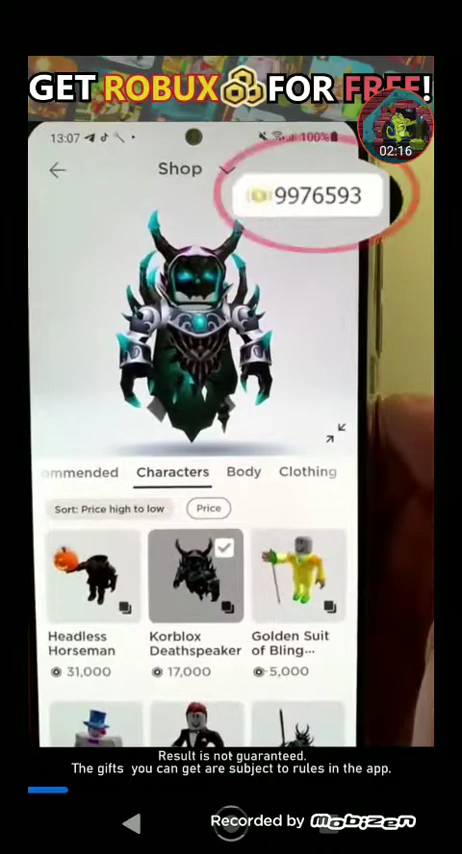 GET ROBUX FOR FREE!
13:07
100%
02:16
Shop
9976593
ommended Characters Body Clothing
Sort: Price high to low Price
Headless Horseman
Korblox Deathspeaker
Golden Suit of Bling...
31,000 17,000 5,000
Result is not guaranteed.
The gifts you can get are subject to rules in the app.
Recorded by Mobizen